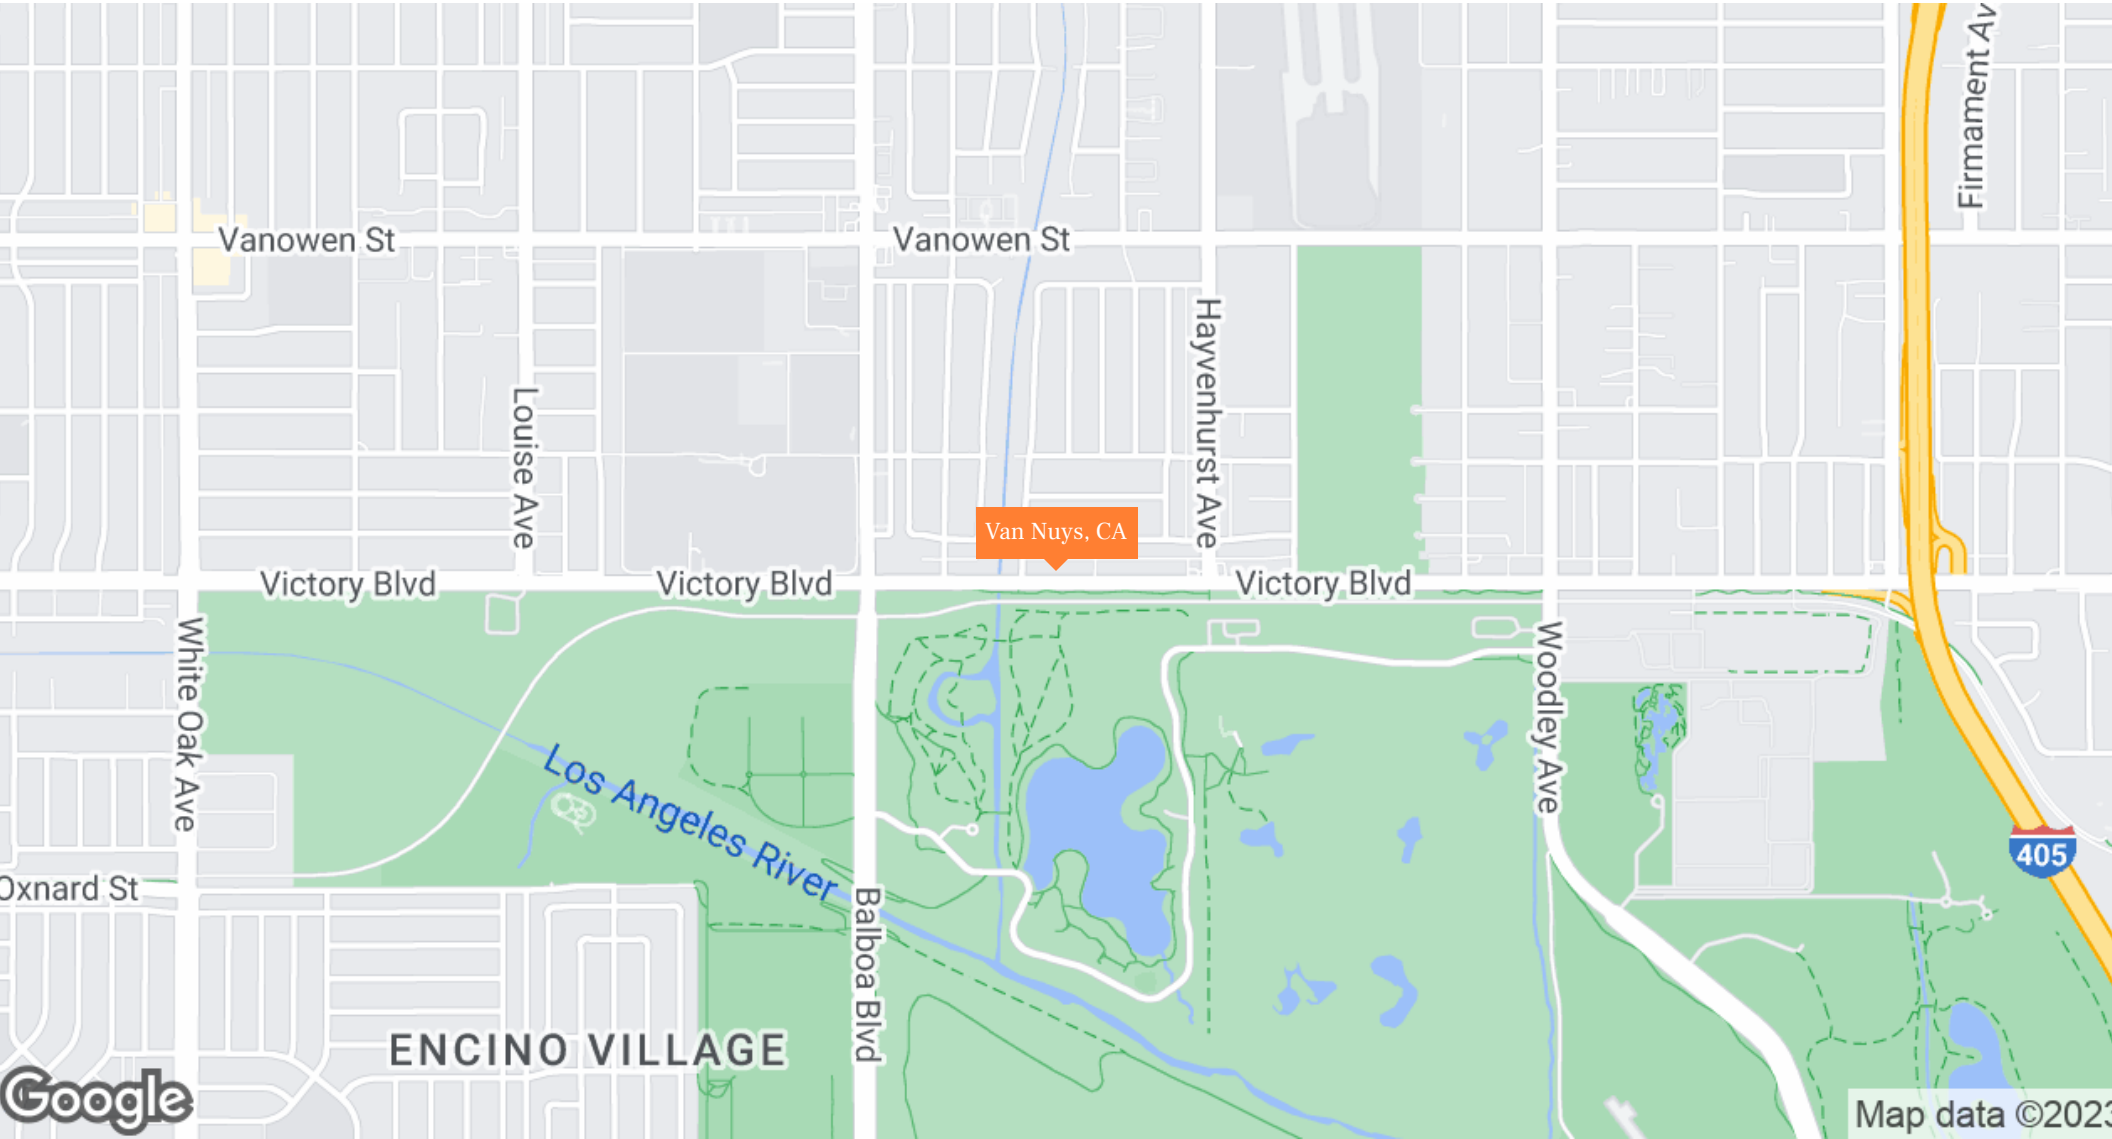 Firmament Av
Vanowen St
Vanowen St
Hayvenhurst Ave
Louise Ave
Van Nuys, CA
Victory Blvd
Victory Blvd
Victory Blvd
White Oak Ave
Woodley Ave
Los Angeles River
405
Oxnard St
Balboa Blvd
ENCINO VILLAGE
Google
Map data ©2023